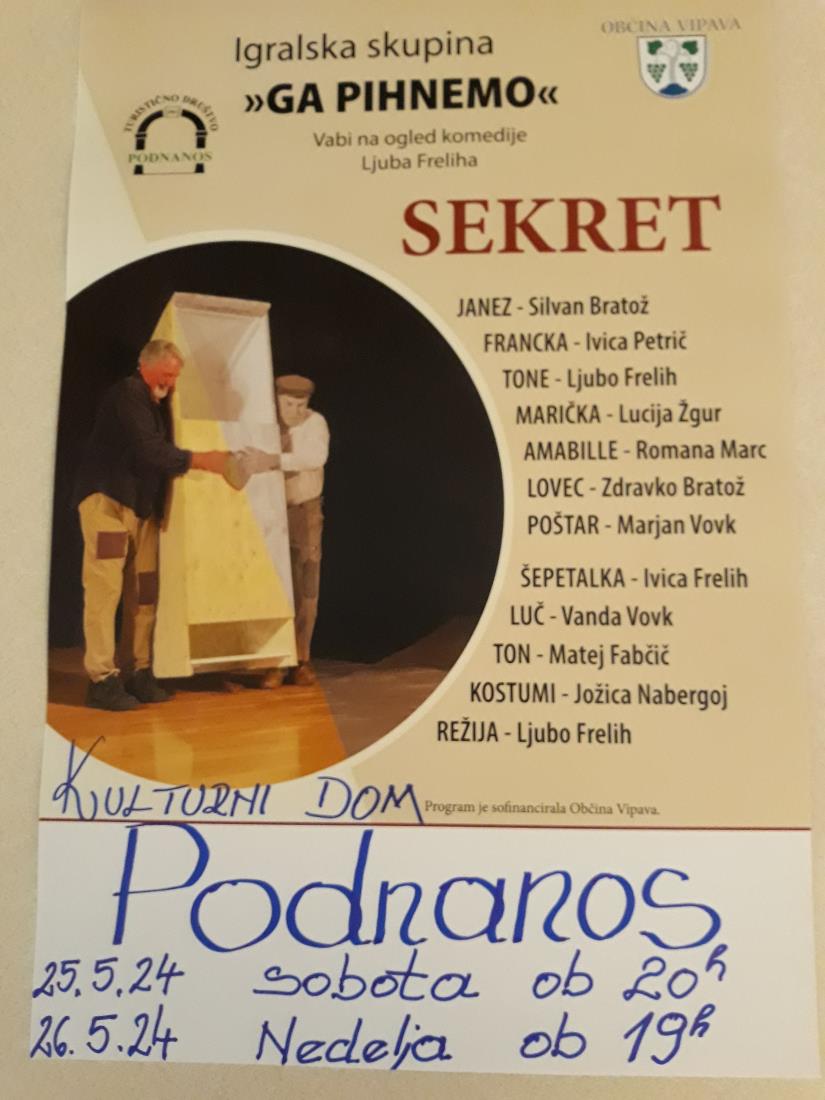 Igralska skupina
»GA PIHNEMO«
Vabi na ogled komedije
Ljuba Freliha
OBČINA VIPAVA
TURISTIČNO DRUŠTVO
PODNANOS
SEKRET
JANEZ - Silvan Bratož
FRANCKA - Ivica Petrič
TONE - Ljubo Frelih
MARIČKA - Lucija Žgur
AMABILLE - Romana Marc
LOVEC - Zdravko Bratož
POŠTAR - Marjan Vovk
ŠEPETALKA - Ivica Frelih
LUČ - Vanda Vovk
TON - Matej Fabčič
KOSTUMI - Jožica Nabergoj
REŽIJA - Ljubo Frelih
Program je sofinancirala Občina Vipava.
KULTURNI DOM
Podnanos
25.5.24 sobota ob 20h
26.5.24 Nedelja ob 19h